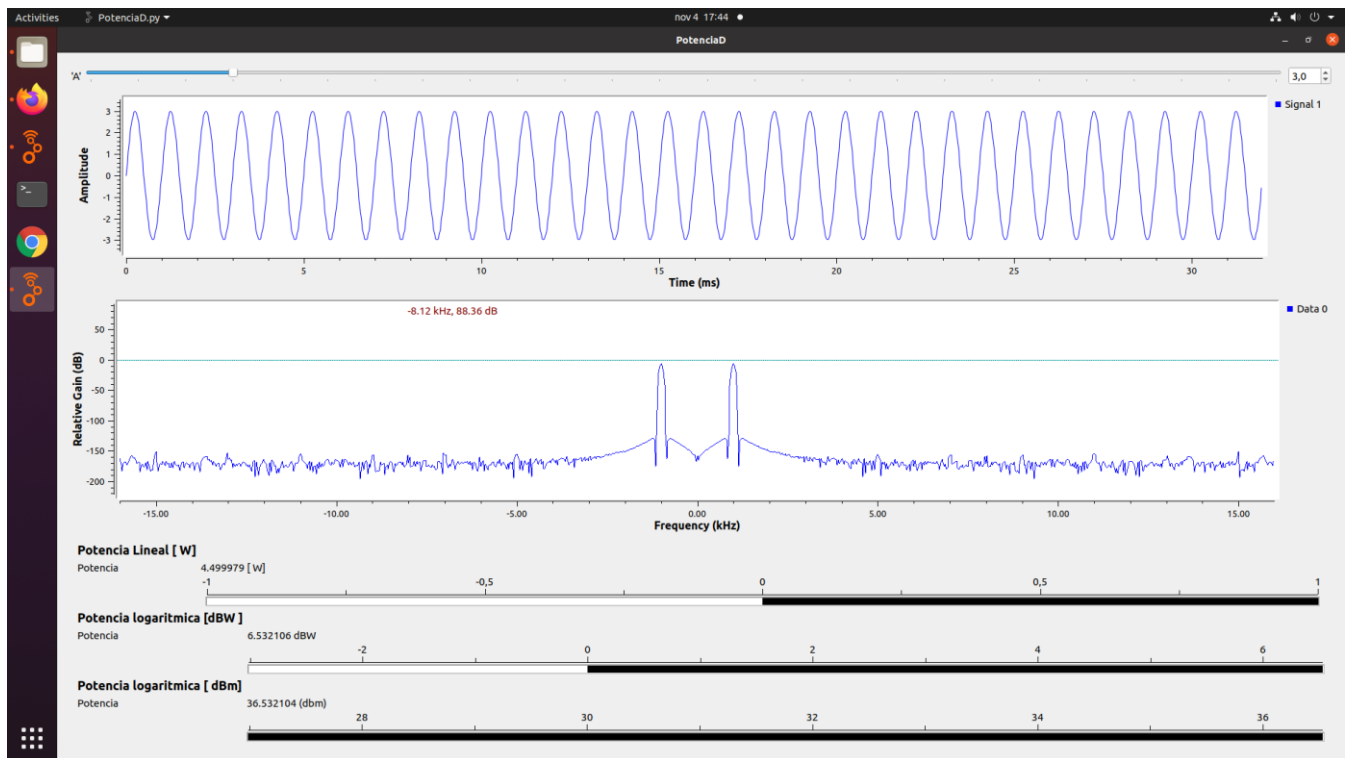 Activities PotenciaD.py nov 4 17:44
PotenciaD
'A' 3,0
Signal 1
3
2
1
0
-1
-2
-3
Amplitude
0 5 10 15 20 25 30
Time (ms)
-8.12 kHz, 88.36 dB
Data 0
50
0
-50
-100
-150
-200
Relative Gain (dB)
-15.00 -10.00 -5.00 0.00 5.00 10.00 15.00
Frequency (kHz)
Potencia Lineal [ W]
Potencia 4.499979 [ W]
-1 -0,5 0 0,5 1
Potencia logaritmica [dBW ]
Potencia 6.532106 dBW
-2 0 2 4 6
Potencia logaritmica [ dBm]
Potencia 36.532104 (dbm)
28 30 32 34 36